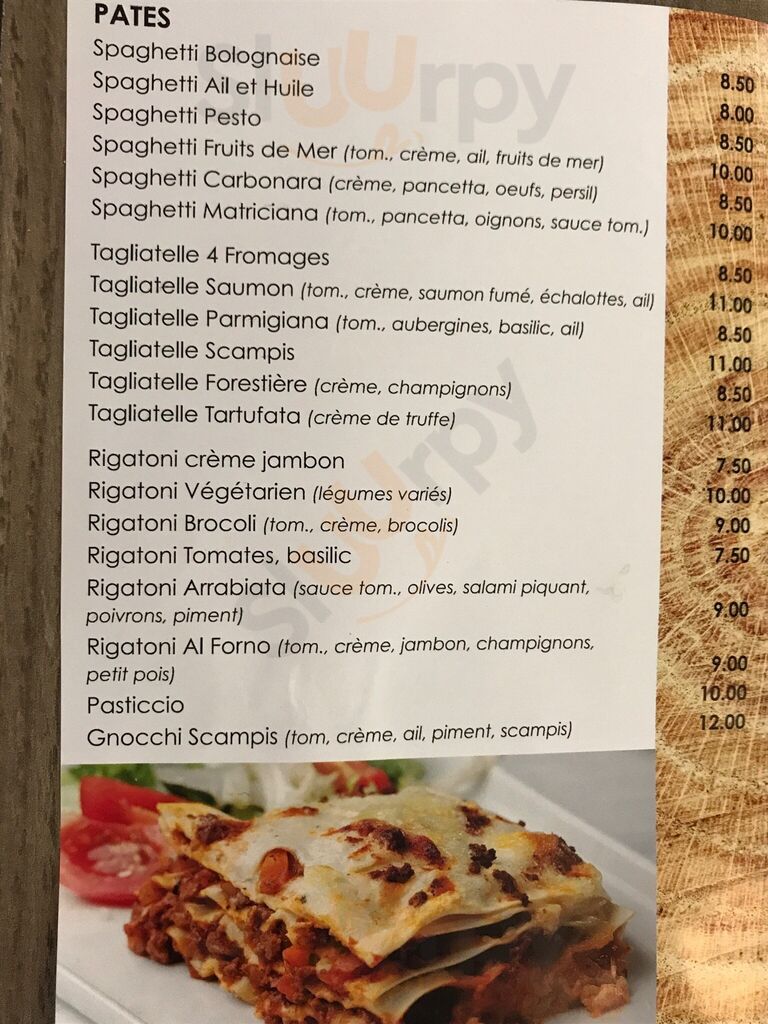 PATES
Spaghetti Bolognaise 8.50
Spaghetti Ail et Huile 8.00
Spaghetti Pesto 8.50
Spaghetti Fruits de Mer (tom., crème, ail, fruits de mer) 10.00
Spaghetti Carbonara (crème, pancetta, oeufs, persil) 8.50
Spaghetti Matriciana (tom., pancetta, oignons, sauce tom.) 10,00
Tagliatelle 4 Fromages 8.50
Tagliatelle Saumon (tom., crème, saumon fumé, échalottes, ail) 11.00
Tagliatelle Parmigiana (tom., aubergines, basilic, ail) 8.50
Tagliatelle Scampis 11.00
Tagliatelle Forestière (crème, champignons) 8.50
Tagliatelle Tartufata (crème de truffe) 11.00
Rigatoni crème jambon 7.50
Rigatoni Végétarien (légumes variés) 10.00
Rigatoni Brocoli (tom., crème, brocolis) 9.00
Rigatoni Tomates, basilic 7.50
Rigatoni Arrabiata (sauce tom., olives, salami piquant,
poivrons, piment) 9.00
Rigatoni Al Forno (tom., crème, jambon, champignons,
petit pois) 9.00
Pasticcio 10.00
Gnocchi Scampis (tom, crème, ail, piment, scampis) 12.00
sluurpy
sluurpy